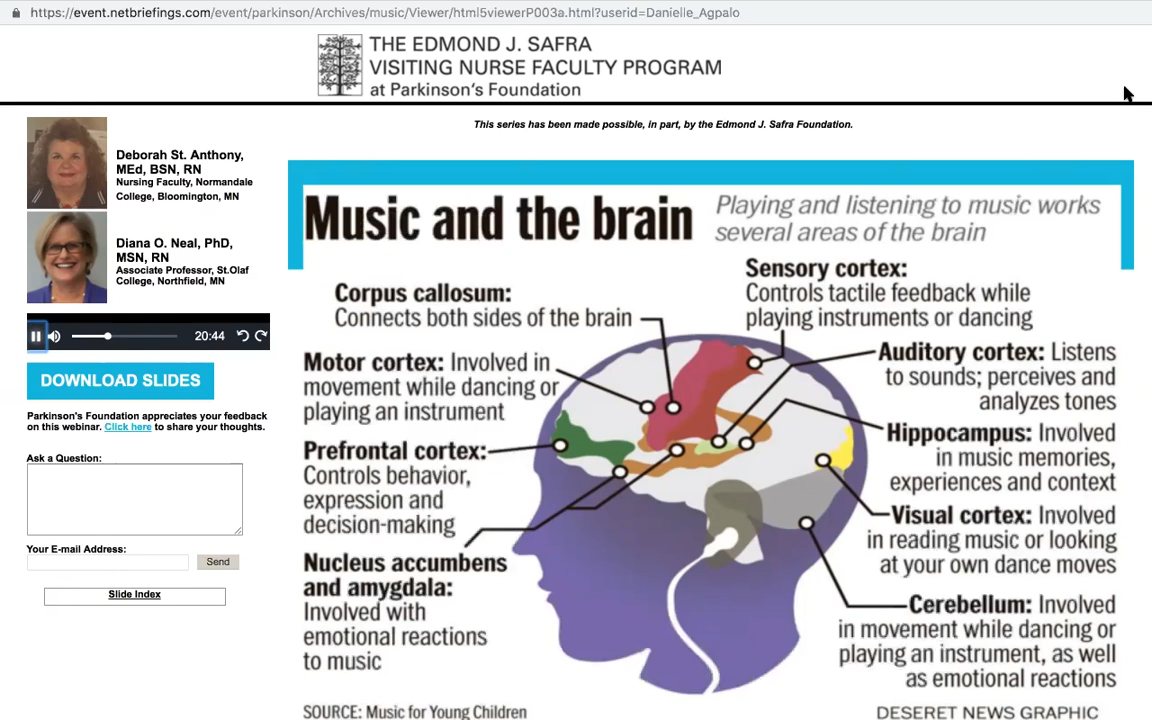 https://event.netbriefings.com/event/parkinson/Archives/music/Viewer/html5viewerP003a.html?userid=Danielle_Agpalo
THE EDMOND J. SAFRA
VISITING NURSE FACULTY PROGRAM
at Parkinson's Foundation
This series has been made possible, in part, by the Edmond J. Safra Foundation.
Deborah St. Anthony,
MEd, BSN, RN
Nursing Faculty, Normandale
College, Bloomington, MN
Diana O. Neal, PhD,
MSN, RN
Associate Professor, St.Olaf
College, Northfield, MN
20:44
DOWNLOAD SLIDES
Parkinson's Foundation appreciates your feedback
on this webinar. Click here to share your thoughts.
Ask a Question:
Your E-mail Address:
Send
Slide Index
Music and the brain
Playing and listening to music works
several areas of the brain
Corpus callosum:
Connects both sides of the brain
Sensory cortex:
Controls tactile feedback while
playing instruments or dancing
Motor cortex: Involved in
movement while dancing or
playing an instrument
Auditory cortex: Listens
to sounds; perceives and
analyzes tones
Prefrontal cortex:
Controls behavior,
expression and
decision-making
Hippocampus: Involved
in music memories,
experiences and context
Visual cortex: Involved
in reading music or looking
at your own dance moves
Nucleus accumbens
and amygdala:
Involved with
emotional reactions
to music
Cerebellum: Involved
in movement while dancing or
playing an instrument, as well
as emotional reactions
SOURCE: Music for Young Children
DESERET NEWS GRAPHIC